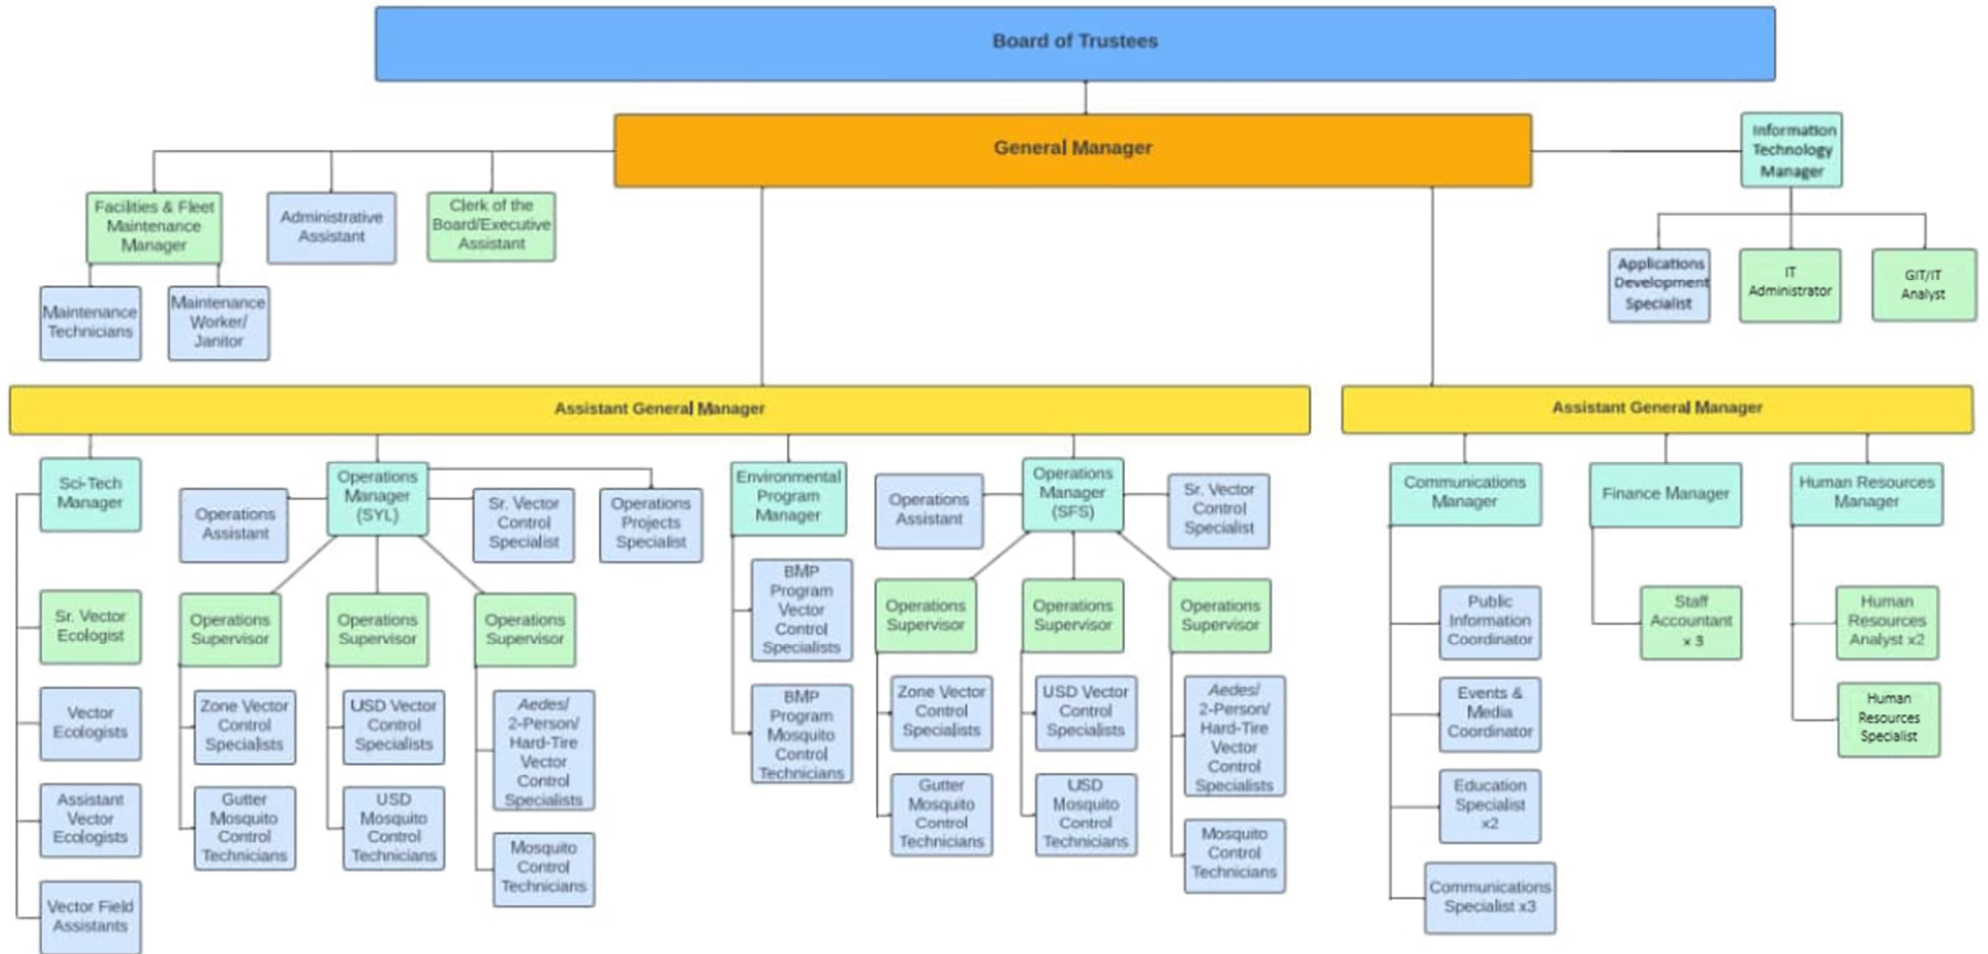 Board of Trustees
General Manager
Information
Technology
Manager
Facilities & Fleet
Maintenance
Manager
Administrative
Assistant
Clerk of the
Board/Executive
Assistant
Applications
Development
Specialist
IT
Administrator
GIT/IT
Analyst
Maintenance
Technicians
Maintenance
Worker/
Janitor
Assistant General Manager
Assistant General Manager
Sci-Tech
Manager
Sr. Vector
Ecologist
Vector
Ecologists
Assistant
Vector
Ecologists
Vector Field
Assistants
Operations
Manager
(SYL)
Operations
Assistant
Sr. Vector
Control
Specialist
Operations
Projects
Specialist
Operations
Supervisor
Operations
Supervisor
Operations
Supervisor
Zone Vector
Control
Specialists
Gutter
Mosquito
Control
Technicians
USD Vector
Control
Specialists
USD
Mosquito
Control
Technicians
Aedes/
2-Person/
Hard-Tire
Vector
Control
Specialists
Mosquito
Control
Technicians
Environmental
Program
Manager
BMP
Program
Vector
Control
Specialists
BMP
Program
Mosquito
Control
Technicians
Operations
Manager
(SFS)
Operations
Assistant
Sr. Vector
Control
Specialist
Operations
Supervisor
Operations
Supervisor
Operations
Supervisor
Zone Vector
Control
Specialists
Gutter
Mosquito
Control
Technicians
USD Vector
Control
Specialists
USD
Mosquito
Control
Technicians
Aedes/
2-Person/
Hard-Tire
Vector
Control
Specialists
Mosquito
Control
Technicians
Communications
Manager
Public
Information
Coordinator
Events &
Media
Coordinator
Education
Specialist
x2
Communications
Specialist x3
Finance Manager
Staff
Accountant
x 3
Human Resources
Manager
Human
Resources
Analyst x2
Human
Resources
Specialist